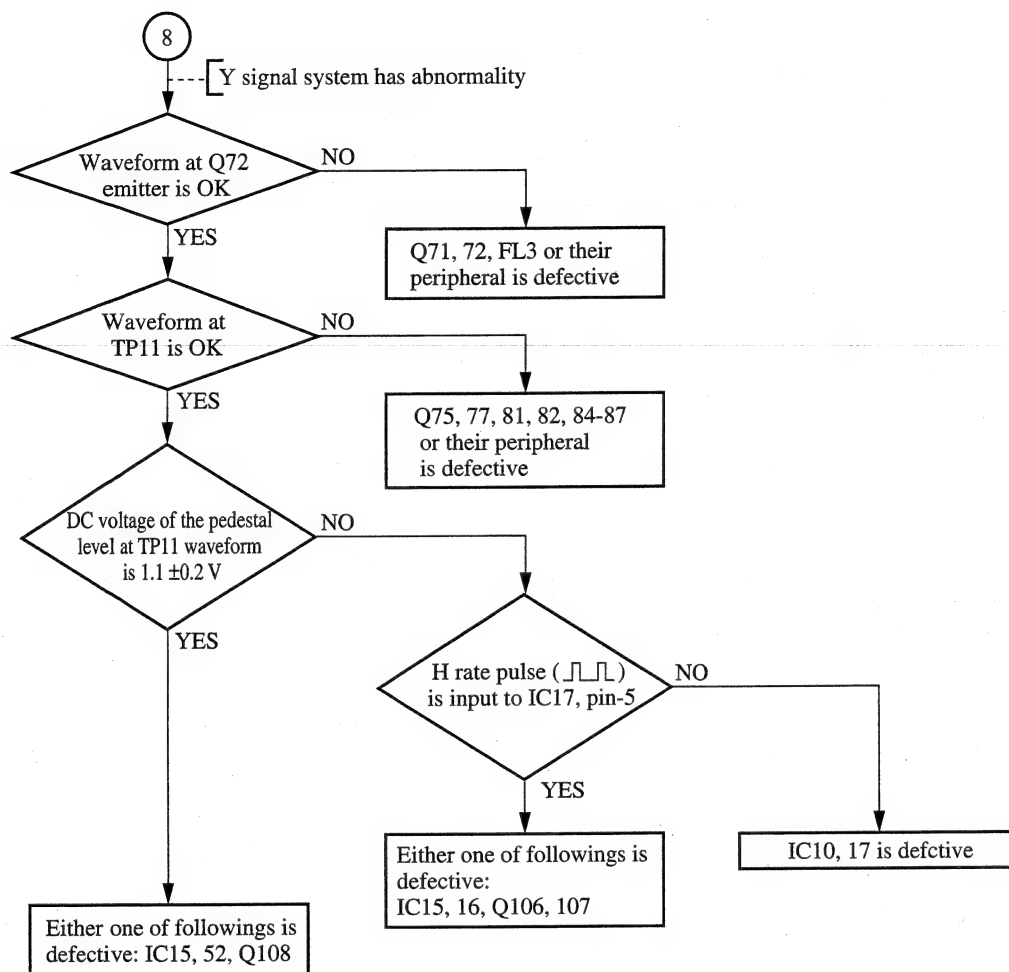 8
Y signal system has abnormality
Waveform at Q72
emitter is OK
NO
YES
Q71, 72, FL3 or their
peripheral is defective
Waveform at
TP11 is OK
NO
YES
Q75, 77, 81, 82, 84-87
or their peripheral
is defective
DC voltage of the pedestal
level at TP11 waveform
is 1.1 ±0.2 V
NO
YES
H rate pulse ( )
is input to IC17, pin-5
NO
YES
Either one of followings is
defective:
IC15, 16, Q106, 107
IC10, 17 is defctive
Either one of followings is
defective: IC15, 52, Q108